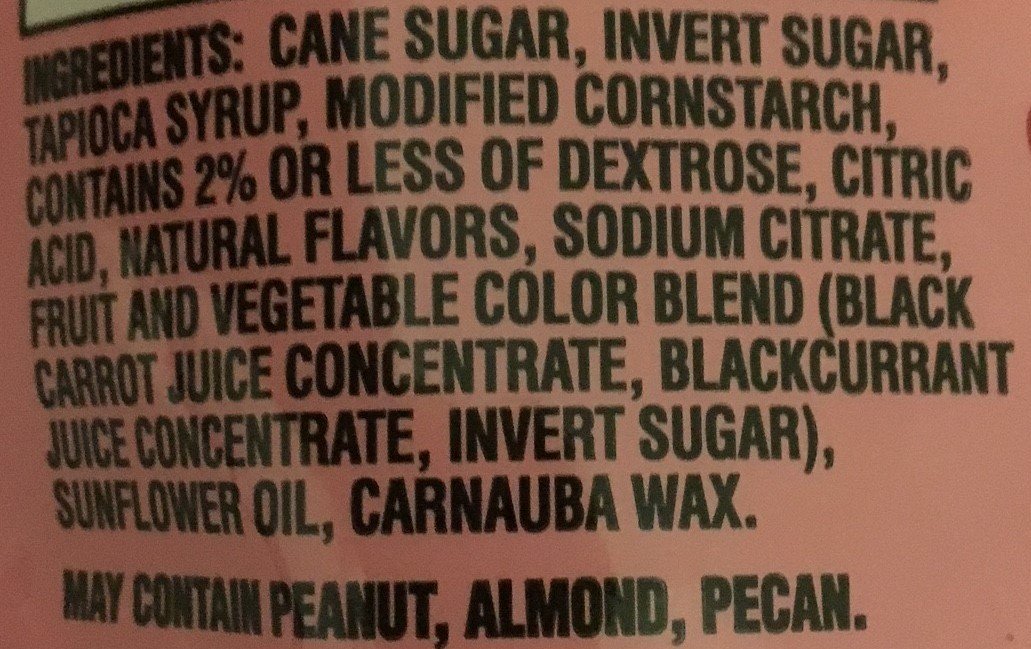 INGREDIENTS: CANE SUGAR, INVERT SUGAR,
TAPIOCA SYRUP, MODIFIED CORNSTARCH,
CONTAINS 2% OR LESS OF DEXTROSE, CITRIC
ACID, NATURAL FLAVORS, SODIUM CITRATE,
FRUIT AND VEGETABLE COLOR BLEND (BLACK
CARROT JUICE CONCENTRATE, BLACKCURRANT
JUICE CONCENTRATE, INVERT SUGAR),
SUNFLOWER OIL, CARNAUBA WAX.
MAY CONTAIN PEANUT, ALMOND, PECAN.